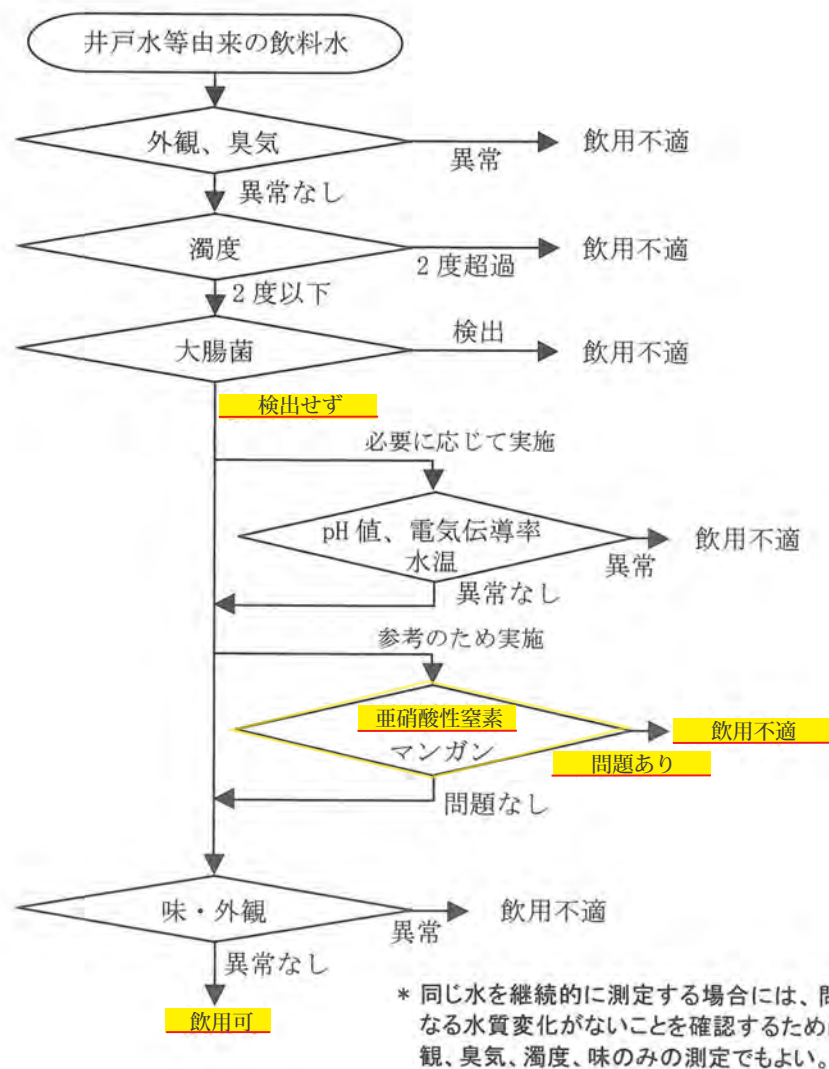 井戸水等由来の飲料水
外観、臭気
異常
飲用不適
異常なし
濁度
2度超過
飲用不適
2度以下
大腸菌
検出
飲用不適
検出せず
必要に応じて実施
pH値、電気伝導率
水温
異常
飲用不適
異常なし
参考のため実施
亜硝酸性窒素
マンガン
飲用不適
問題あり
問題なし
味・外観
異常
飲用不適
異常なし
飲用可
* 同じ水を継続的に測定する場合には、
なる水質変化がないことを確認するため
観、臭気、濁度、味のみの測定でもよい。